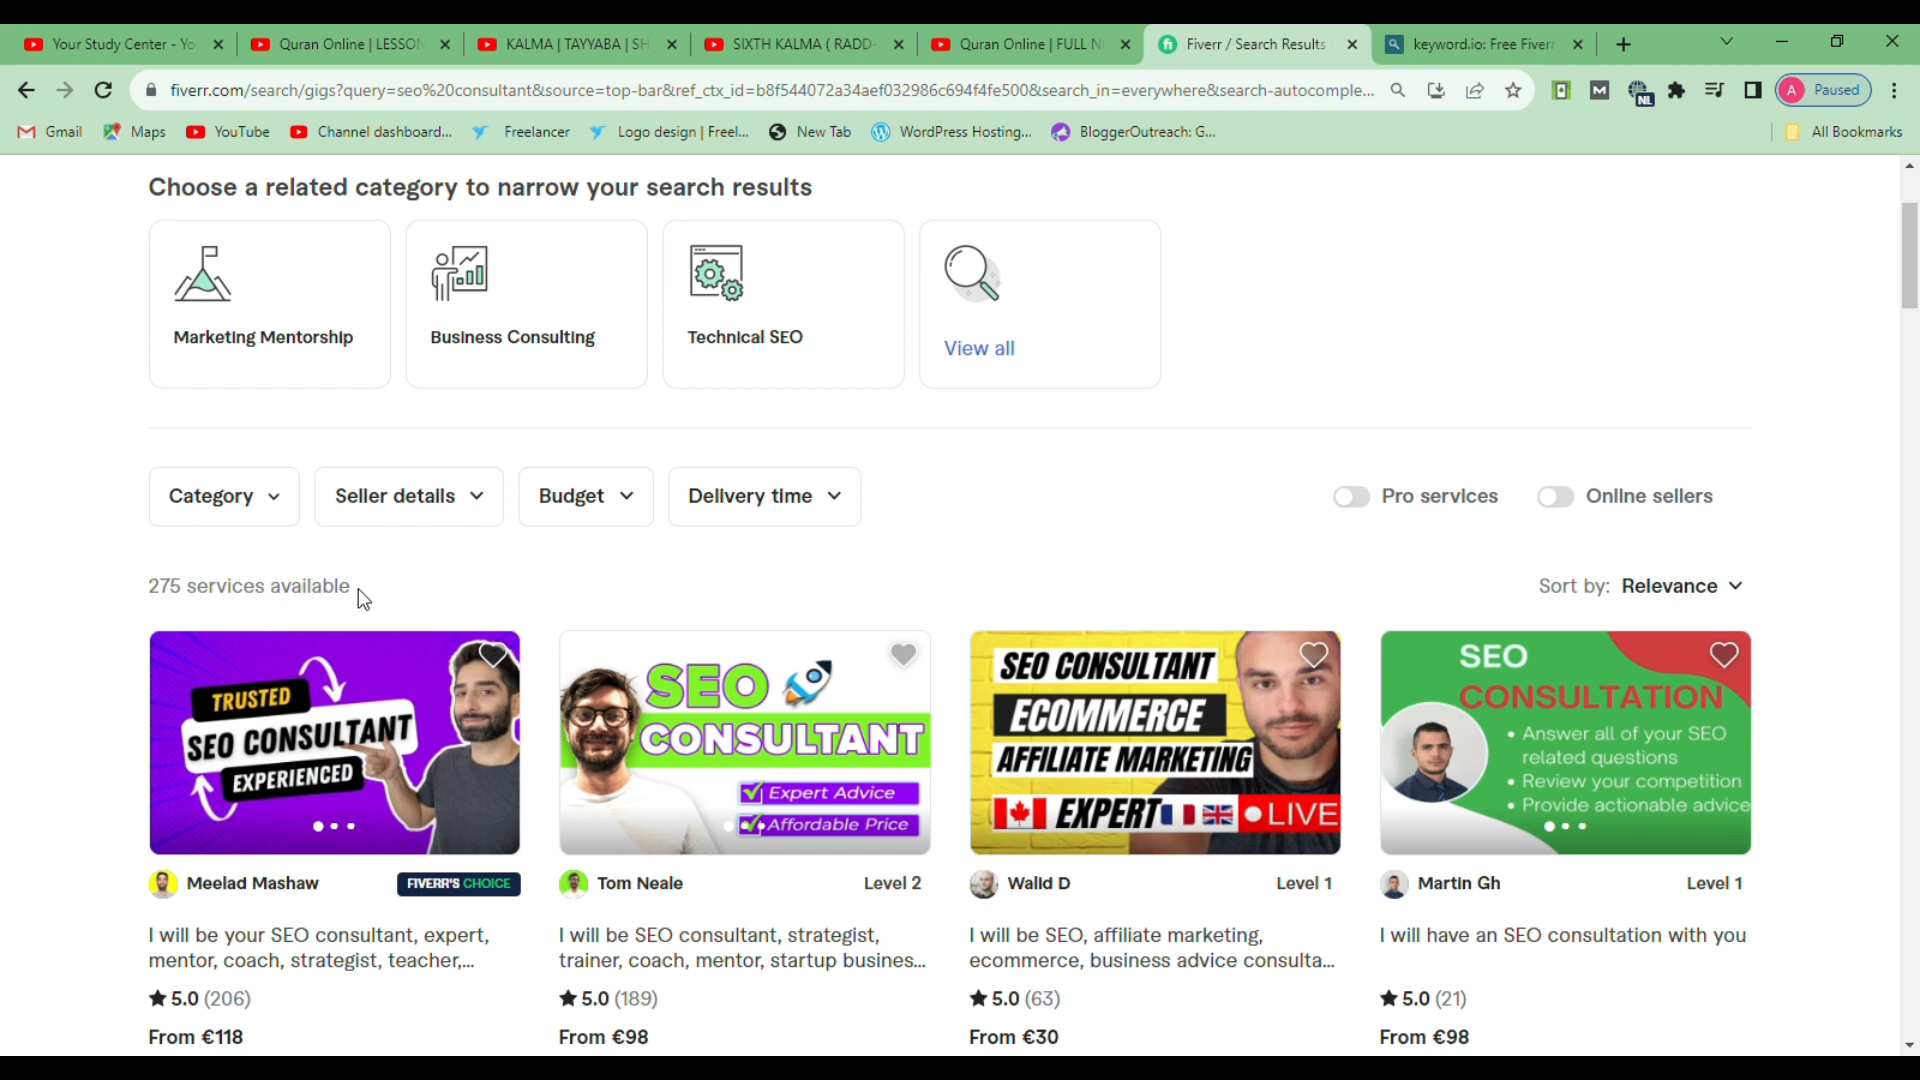 Your Study Center - Yo
Quran Online | LESSON
KALMA | TAYYABA | SH
SIXTH KALMA ( RADD-
Quran Online | FULL N
Fiverr / Search Results
keyword.io: Free Fiverr
fiverr.com/search/gigs?query=seo%20consultant&source=top-bar&ref_ctx_id=b8f544072a34aef032986c694f4fe500&search_in=everywhere&search-autocomple...
NL
A Paused
Gmail
Maps
YouTube
Channel dashboard...
Freelancer
Logo design | Freel...
New Tab
WordPress Hosting...
BloggerOutreach: G...
All Bookmarks
Choose a related category to narrow your search results
Marketing Mentorship
Business Consulting
Technical SEO
View all
Category
Seller details
Budget
Delivery time
Pro services
Online sellers
275 services available
Sort by: Relevance
TRUSTED
SEO CONSULTANT
EXPERIENCED
SEO
CONSULTANT
Expert Advice
Affordable Price
SEO CONSULTANT
ECOMMERCE
AFFILIATE MARKETING
EXPERT
LIVE
SEO
CONSULTATION
• Answer all of your SEO
related questions
• Review your competition
• Provide actionable advice
Meelad Mashaw
FIVERR'S CHOICE
Tom Neale
Level 2
Walid D
Level 1
Martin Gh
Level 1
I will be your SEO consultant, expert,
mentor, coach, strategist, teacher,...
I will be SEO consultant, strategist,
trainer, coach, mentor, startup busines...
I will be SEO, affiliate marketing,
ecommerce, business advice consulta...
I will have an SEO consultation with you
5.0 (206)
5.0 (189)
5.0 (63)
5.0 (21)
From €118
From €98
From €30
From €98